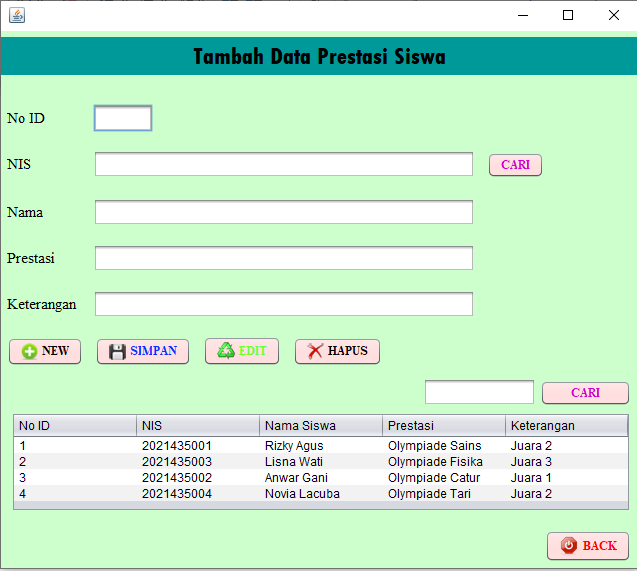 Tambah Data Prestasi Siswa
No ID
NIS CARI
Nama
Prestasi
Keterangan
NEW SIMPAN EDIT HAPUS
CARI
No ID NIS Nama Siswa Prestasi Keterangan
1 2021435001 Rizky Agus Olympiade Sains Juara 2
2 2021435003 Lisna Wati Olympiade Fisika Juara 3
3 2021435002 Anwar Gani Olympiade Catur Juara 1
4 2021435004 Novia Lacuba Olympiade Tari Juara 2
BACK